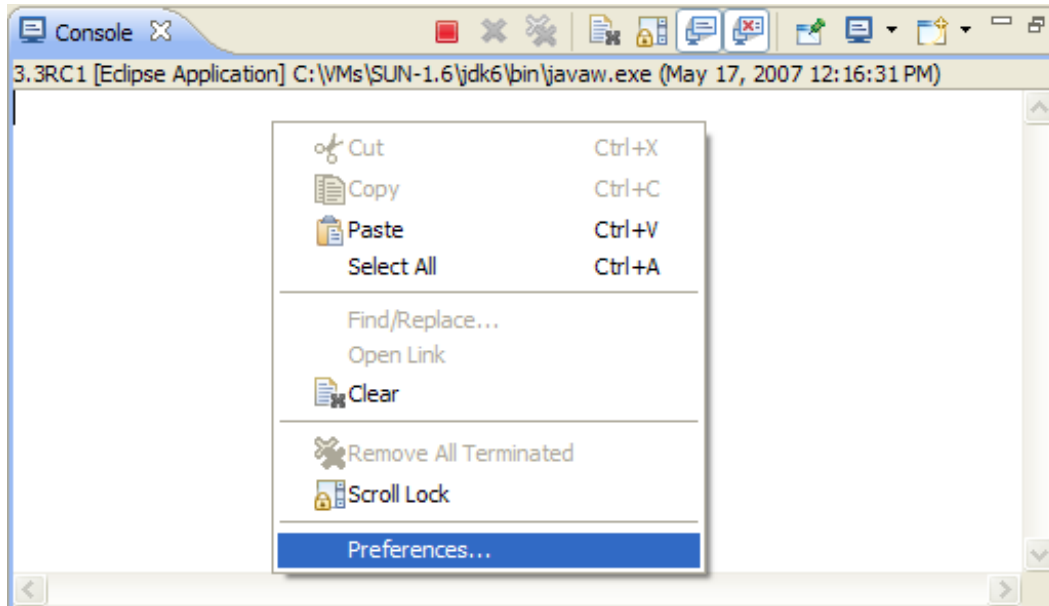 Console
3.3RC1 [Eclipse Application] C:\VMs\SUN-1.6\jdk6\bin\javaw.exe (May 17, 2007 12:16:31 PM)
Cut Ctrl+X
Copy Ctrl+C
Paste Ctrl+V
Select All Ctrl+A
Find/Replace...
Open Link
Clear
Remove All Terminated
Scroll Lock
Preferences...